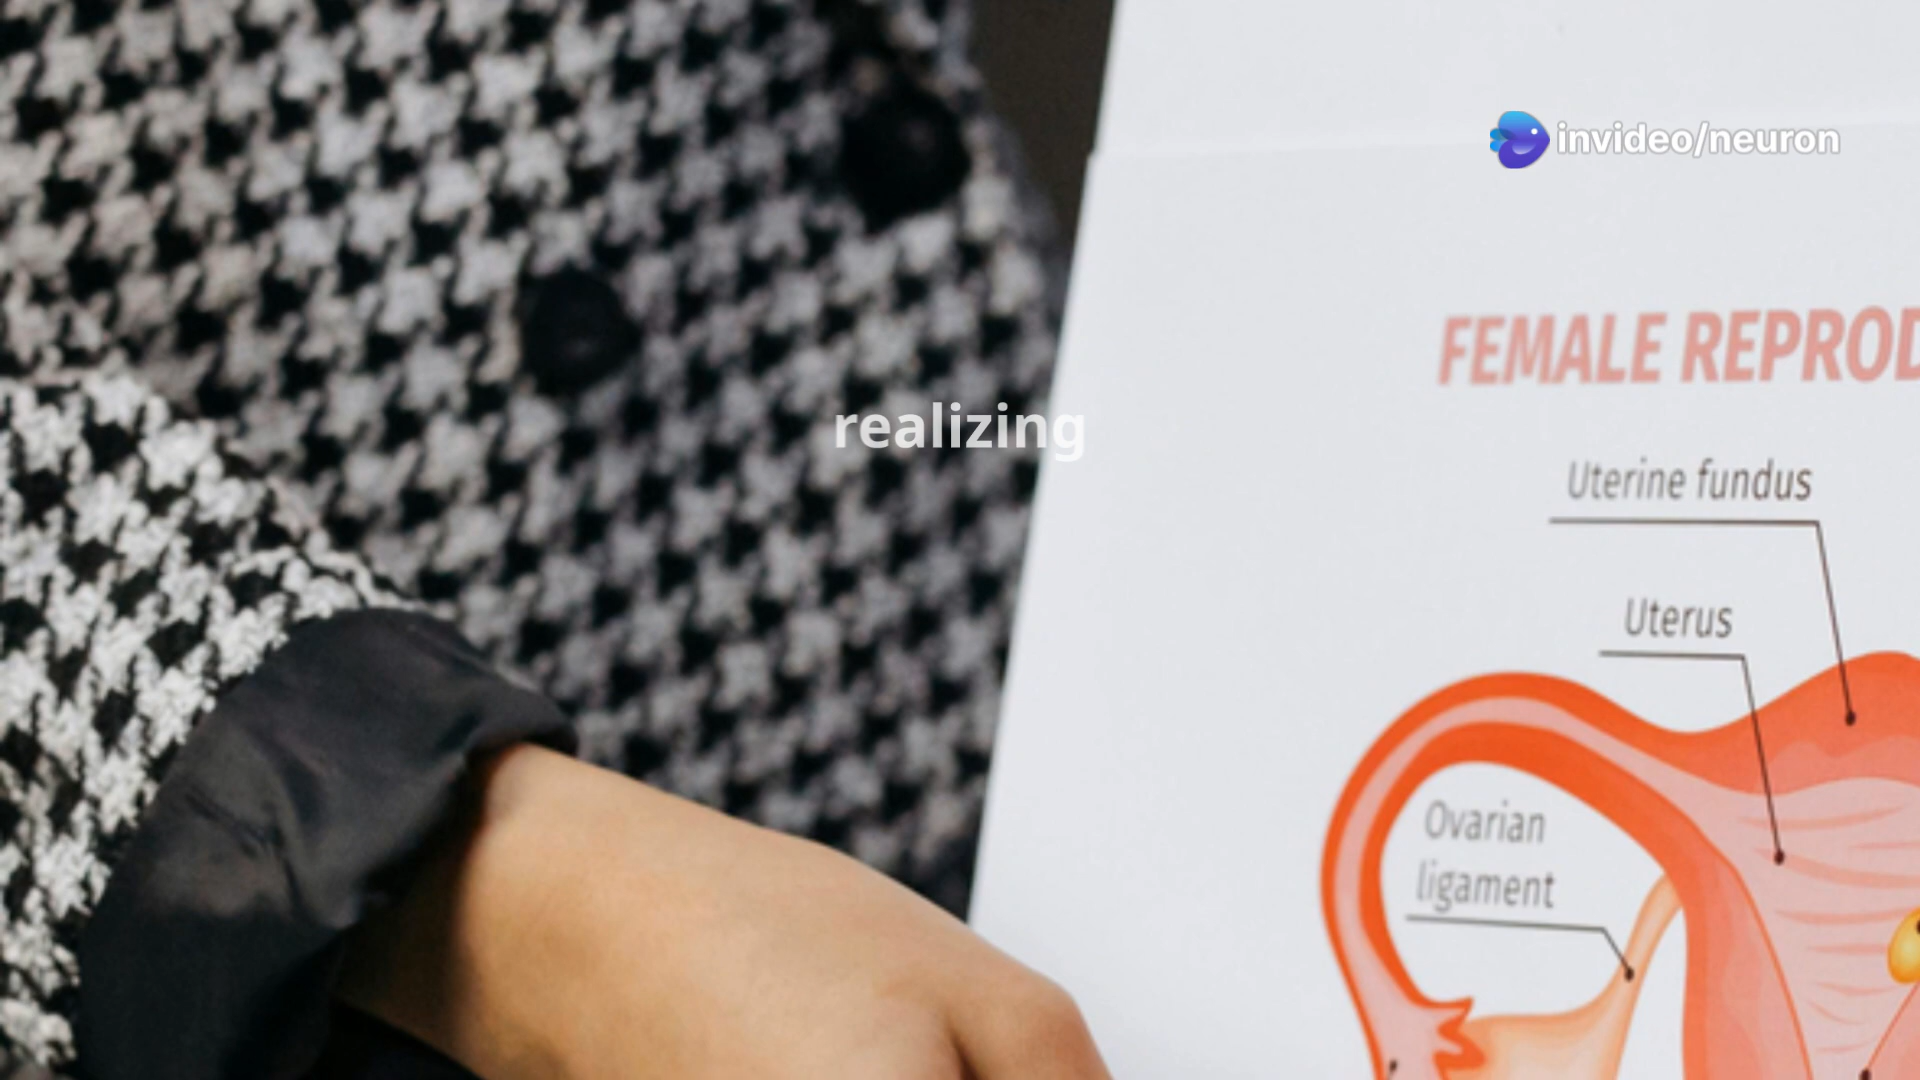 invideo/neuron
FEMALE REPROD
realizing
Uterine fundus
Uterus
Ovarian
ligament